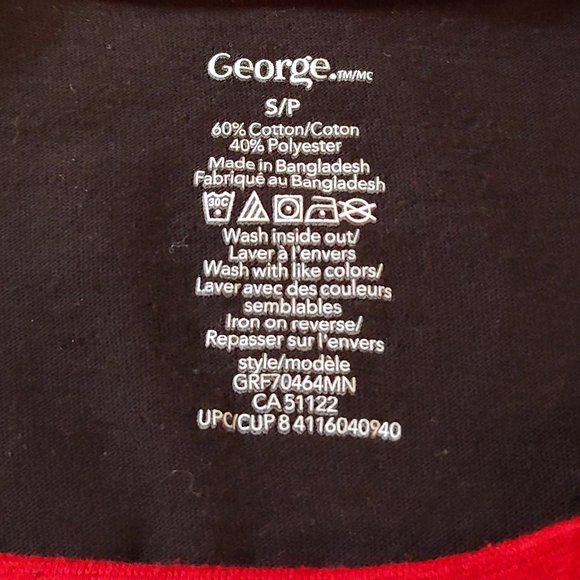 George.TM/MC
S/P
60% Cotton/Coton
40% Polyester
Made in Bangladesh
Fabriqué au Bangladesh
30C
Wash inside out/
Laver à l'envers
Wash with like colors/
Laver avec des couleurs
semblables
Iron on reverse/
Repasser sur l'envers
style/modèle
GRF70464MN
CA 51122
UPC/CUP 8 4116040940